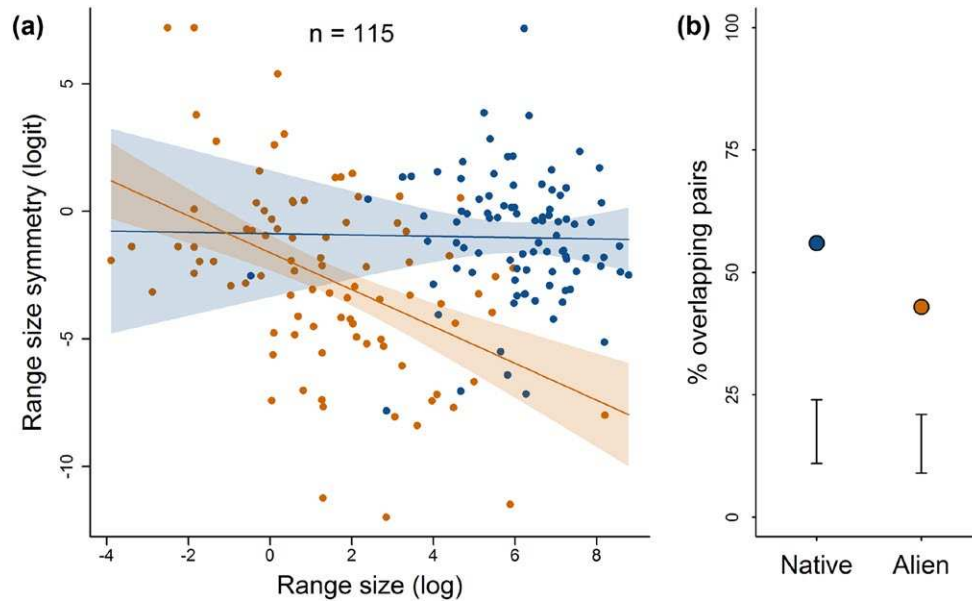 (a)
n = 115
Range size symmetry (logit)
5
0
-5
-10
-4
-2
0
2
4
6
8
Range size (log)
(b)
% overlapping pairs
100
75
50
25
0
Native
Alien